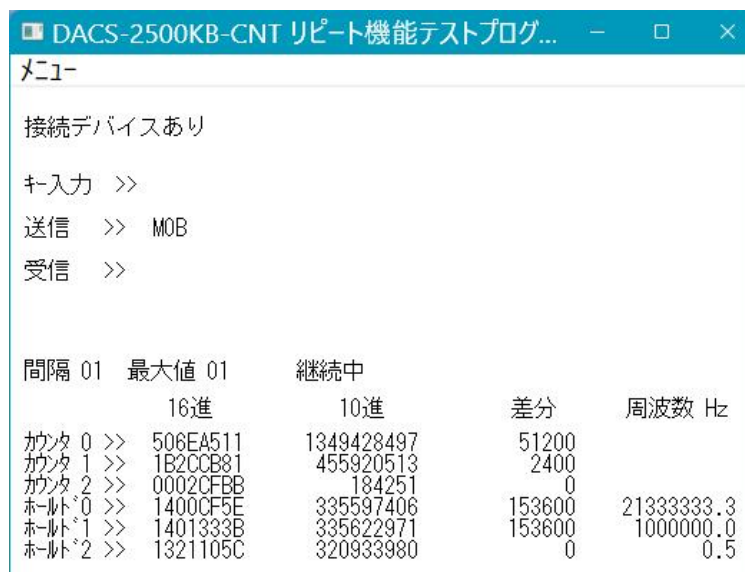 DACS-2500KB-CNT リピート機能テストプログ...
メニュー
接続デバイスあり
ｷｰ入力 >>
送信 >> M0B
受信 >>
間隔 01 最大値 01 継続中
16進 10進 差分 周波数 Hz
ｶｳﾝﾀ 0 >> 506EA511 1349428497 51200
ｶｳﾝﾀ 1 >> 1B2CCB81 455920513 2400
ｶｳﾝﾀ 2 >> 0002CFBB 184251 0
ﾎｰﾙﾄﾞ0 >> 1400CF5E 335597406 153600 21333333.3
ﾎｰﾙﾄﾞ1 >> 1401333B 335622971 153600 1000000.0
ﾎｰﾙﾄﾞ2 >> 1321105C 320933980 0 0.5